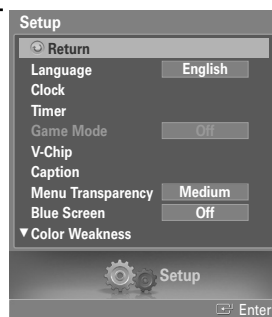 Setup
Return
Language English
Clock
Timer
Game Mode Off
V-Chip
Caption
Menu Transparency Medium
Blue Screen Off
▼ Color Weakness
Setup
Enter